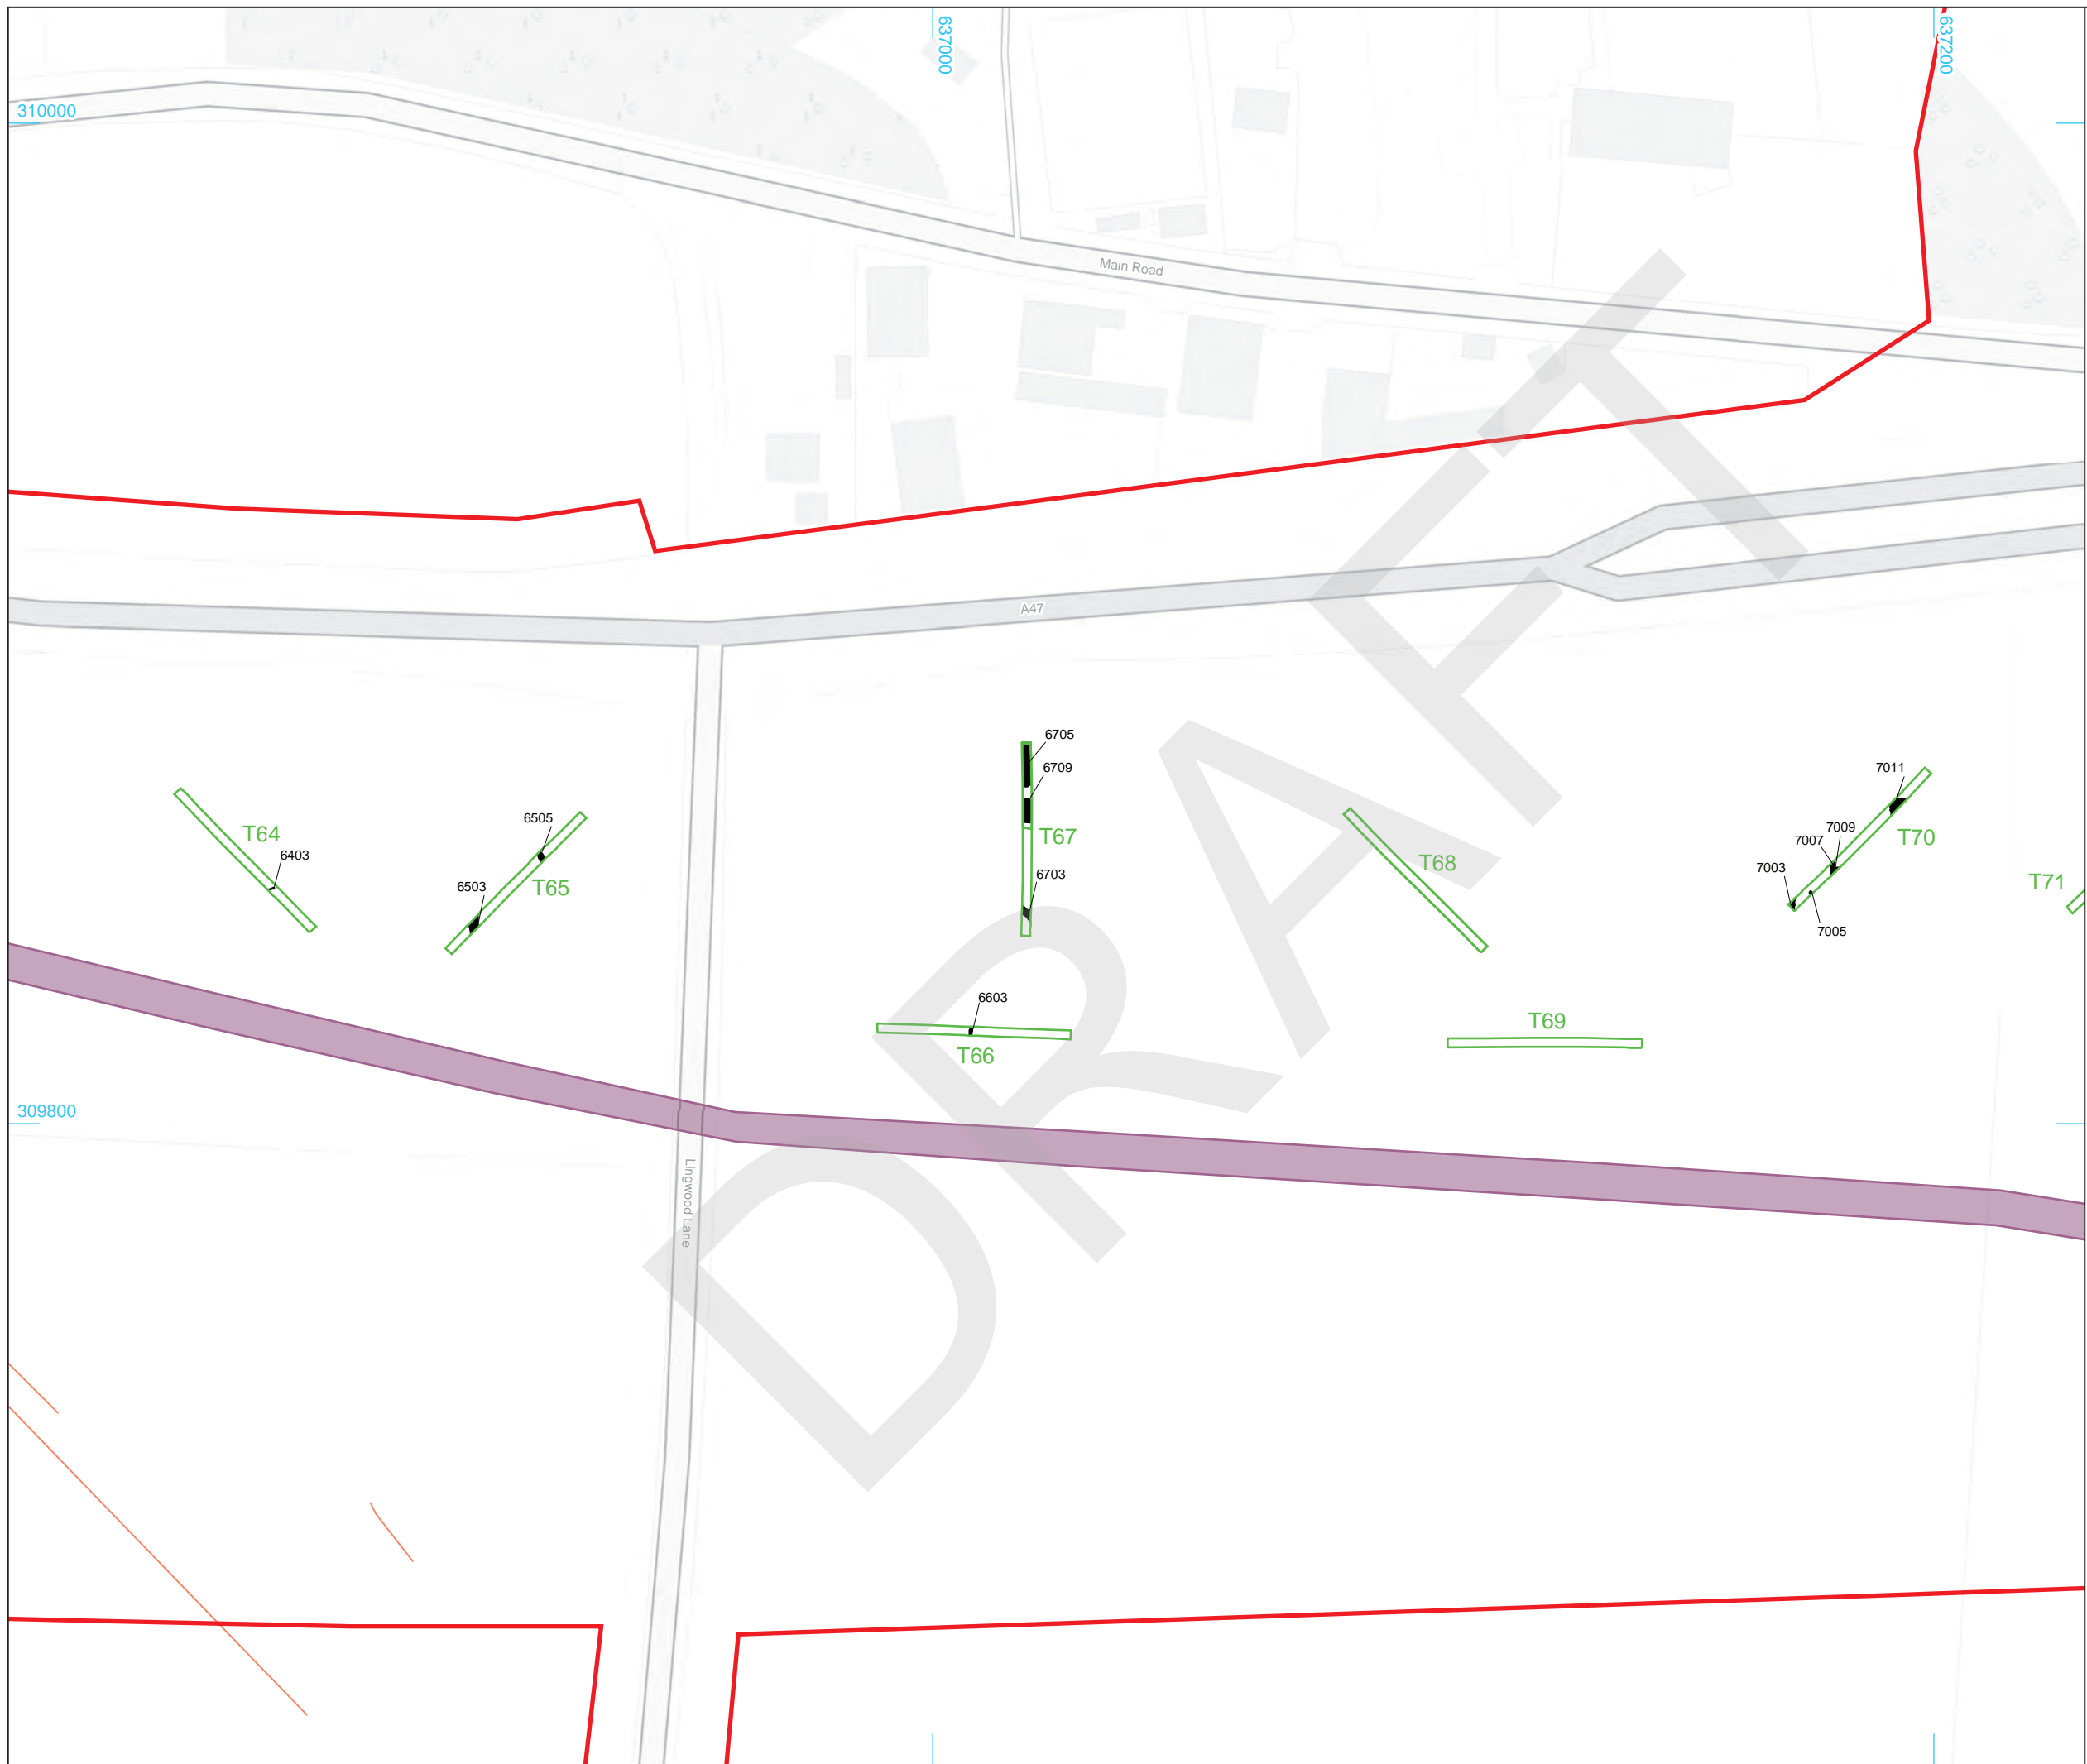 637000
637200
310000
Main Road
A47
6705
6709
7011
6505
T64
T67
7009
7007
T70
6403
T68
7003
6503
T65
6703
T71
7005
6603
T69
T66
309800
Lingwood Lane
DRAFT